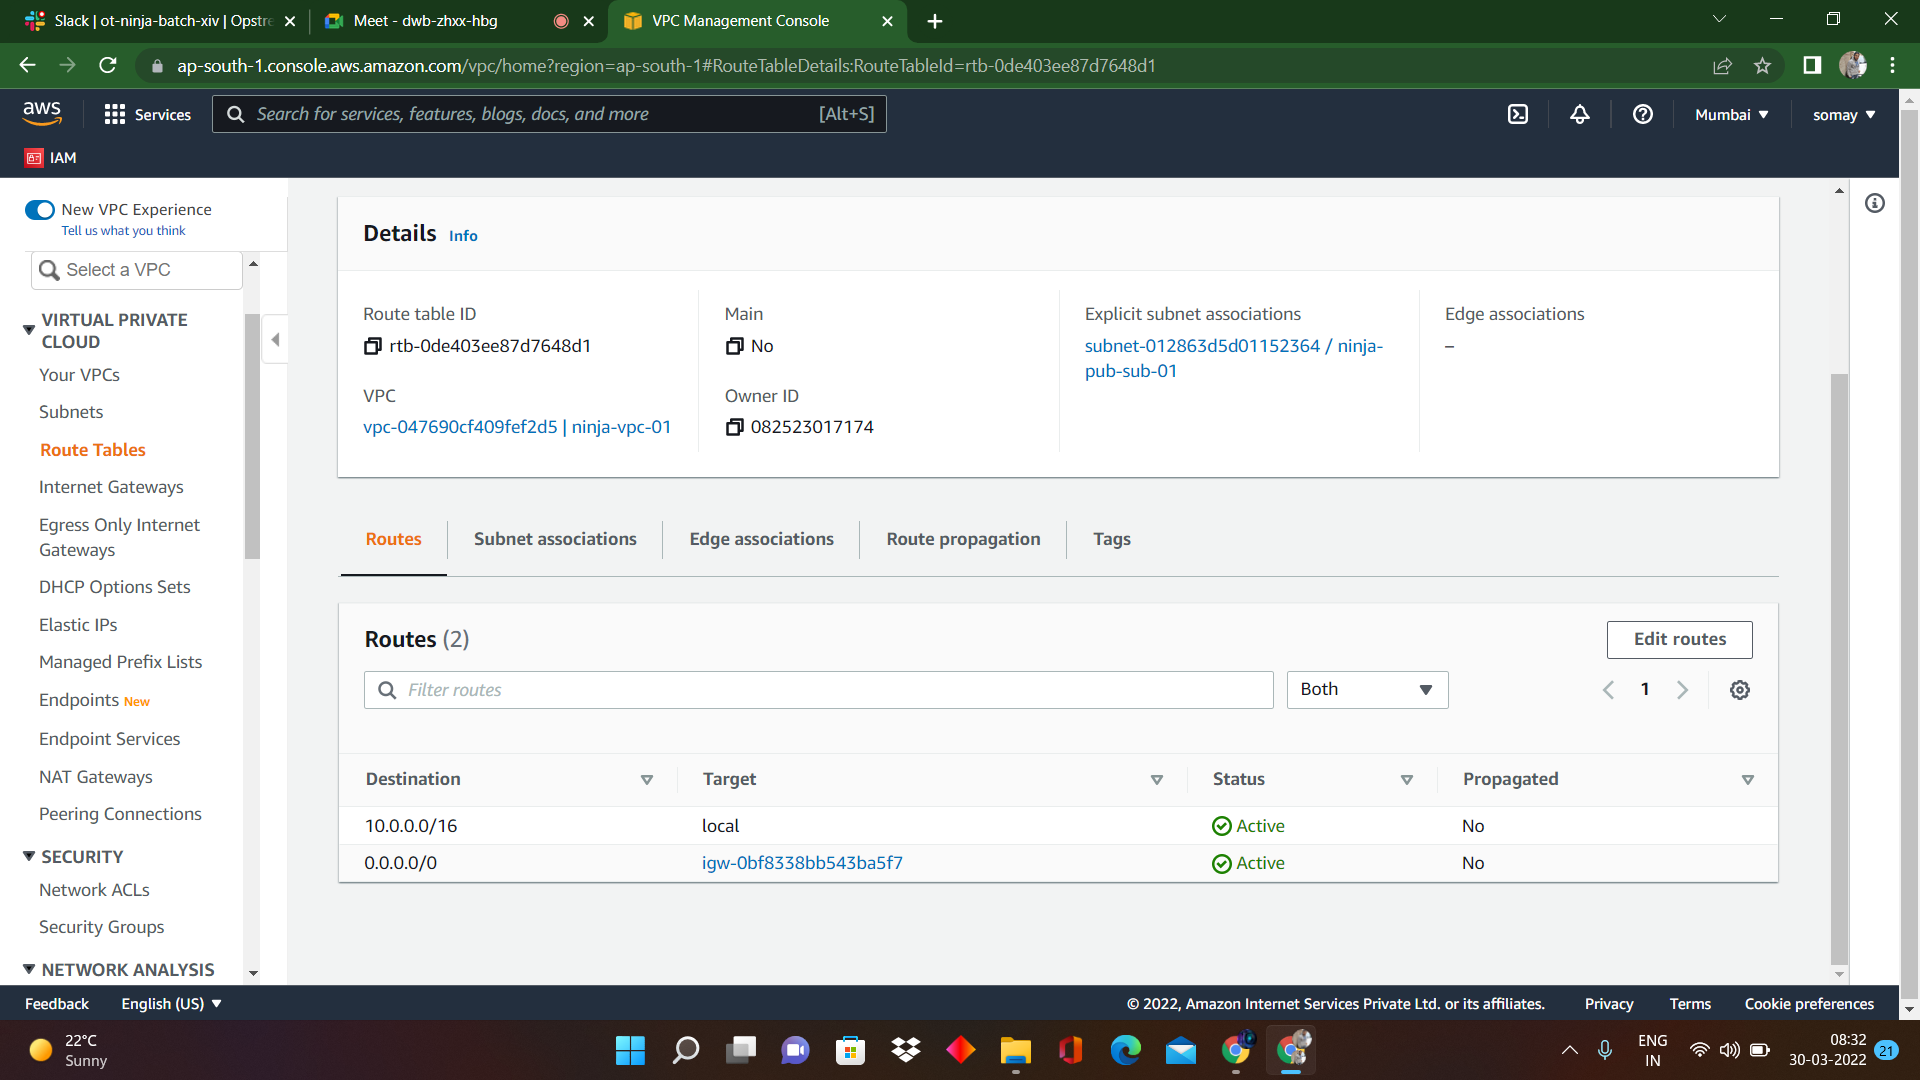 Slack | ot-ninja-batch-xiv | Opstre
Meet - dwb-zhxx-hbg
VPC Management Console
ap-south-1.console.aws.amazon.com/vpc/home?region=ap-south-1#RouteTableDetails:RouteTableId=rtb-0de403ee87d7648d1
aws
Services
Search for services, features, blogs, docs, and more
[Alt+S]
Mumbai
somay
IAM
New VPC Experience
Tell us what you think
Select a VPC
VIRTUAL PRIVATE
CLOUD
Your VPCs
Subnets
Route Tables
Internet Gateways
Egress Only Internet
Gateways
DHCP Options Sets
Elastic IPs
Managed Prefix Lists
Endpoints New
Endpoint Services
NAT Gateways
Peering Connections
SECURITY
Network ACLs
Security Groups
NETWORK ANALYSIS
Details Info
Route table ID
rtb-0de403ee87d7648d1
VPC
vpc-047690cf409fef2d5 | ninja-vpc-01
Main
No
Owner ID
082523017174
Explicit subnet associations
subnet-012863d5d01152364 / ninja-
pub-sub-01
Edge associations
–
Routes
Subnet associations
Edge associations
Route propagation
Tags
Routes (2)
Edit routes
Filter routes
Both
1
Destination Target Status Propagated
10.0.0.0/16 local Active No
0.0.0.0/0 igw-0bf8338bb543ba5f7 Active No
Feedback
English (US)
© 2022, Amazon Internet Services Private Ltd. or its affiliates.
Privacy
Terms
Cookie preferences
22°C
Sunny
ENG
IN
08:32
30-03-2022
21